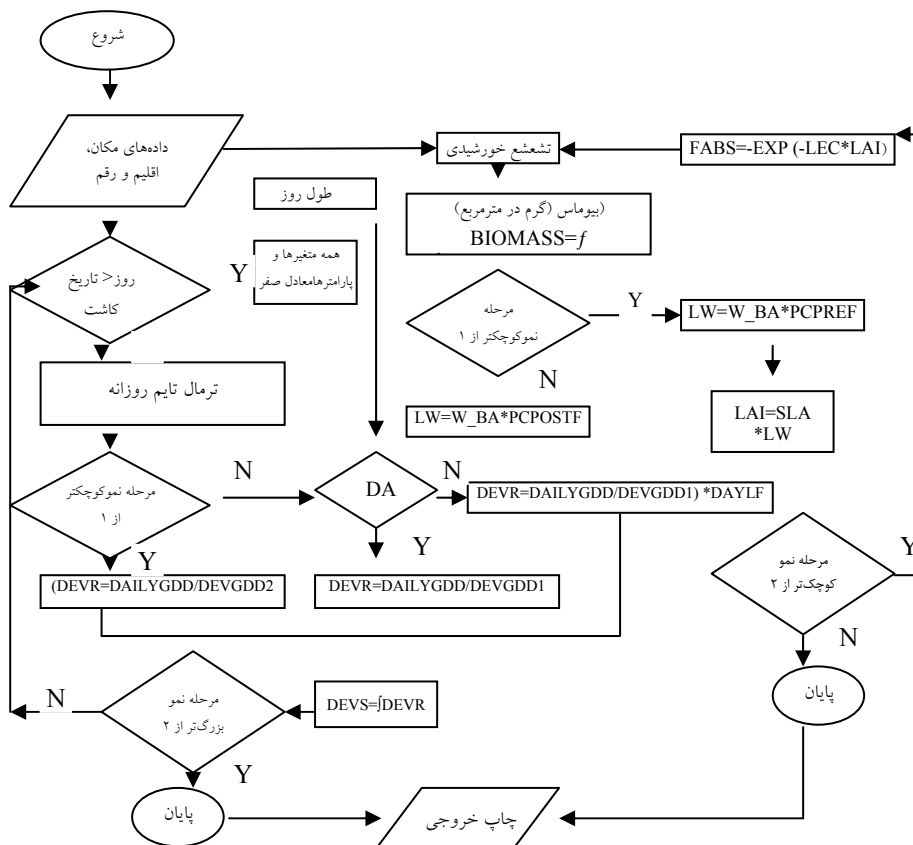 شروع
داده‌های مکان،
اقلیم و رقم
تشعشع خورشیدی
FABS=-EXP (-LEC*LAI)
طول روز
بیوماس (گرم در مترمربع)
BIOMASS=f
روز> تاریخ
کاشت
Y
همه متغیرها و
پارامترهامعادل صفر
مرحله
نموکوچکتر از ۱
Y
LW=W_BA*PCPREF
N
ترمال تایم روزانه
LW=W_BA*PCPOSTF
LAI=SLA
*LW
مرحله نموکوچکتر
از ۱
N
DA
N
DEVR=DAILYGDD/DEVGDD1) *DAYLF
Y
Y
(DEVR=DAILYGDD/DEVGDD2
DEVR=DAILYGDD/DEVGDD1
مرحله نمو
کوچک‌تر از ۲
Y
N
N
مرحله نمو
بزرگ‌تر از ۲
DEVS=∫DEVR
پایان
Y
پایان
چاپ خروجی